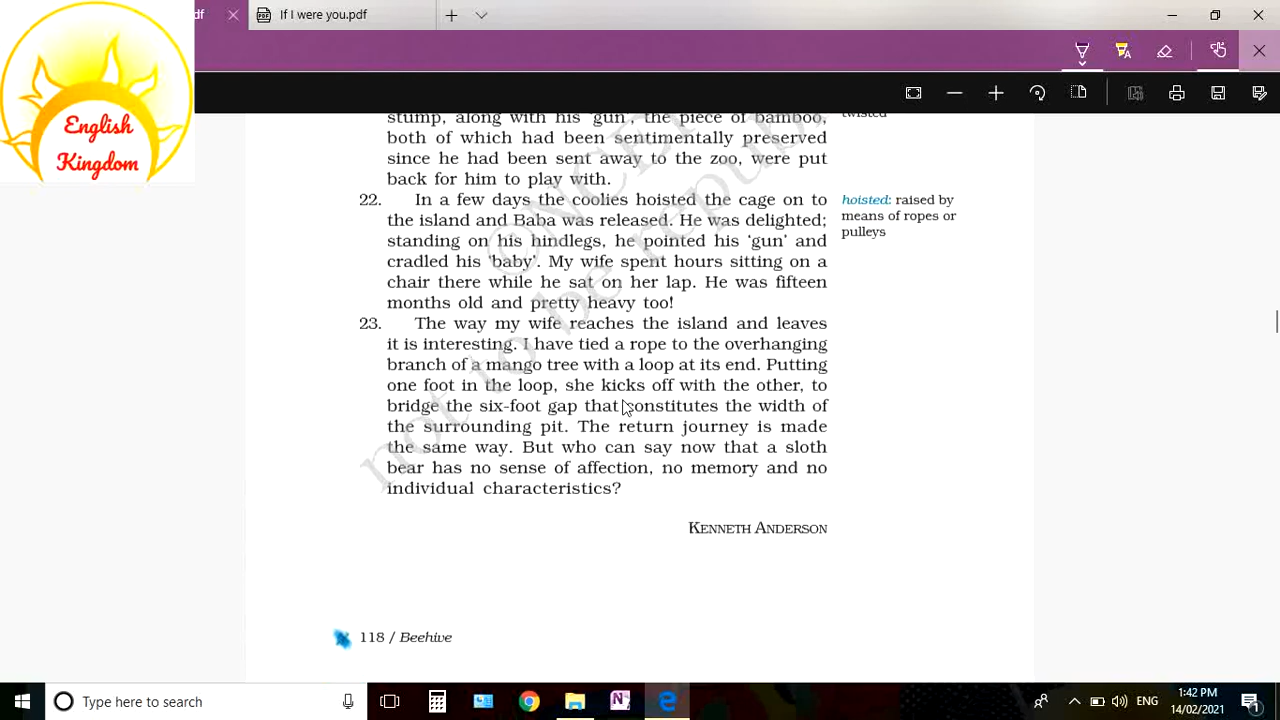 df
If I were you.pdf
English
Kingdom
stump, along with his 'gun', the piece of bamboo,
both of which had been sentimentally preserved
since he had been sent away to the zoo, were put
back for him to play with.
twisted
22. In a few days the coolies hoisted the cage on to
the island and Baba was released. He was delighted;
standing on his hindlegs, he pointed his 'gun' and
cradled his 'baby'. My wife spent hours sitting on a
chair there while he sat on her lap. He was fifteen
months old and pretty heavy too!
hoisted: raised by
means of ropes or
pulleys
23. The way my wife reaches the island and leaves
it is interesting. I have tied a rope to the overhanging
branch of a mango tree with a loop at its end. Putting
one foot in the loop, she kicks off with the other, to
bridge the six-foot gap that constitutes the width of
the surrounding pit. The return journey is made
the same way. But who can say now that a sloth
bear has no sense of affection, no memory and no
individual characteristics?
KENNETH ANDERSON
118 / Beehive
not to be republ
©NCE
Type here to search
ENG
1:42 PM
14/02/2021